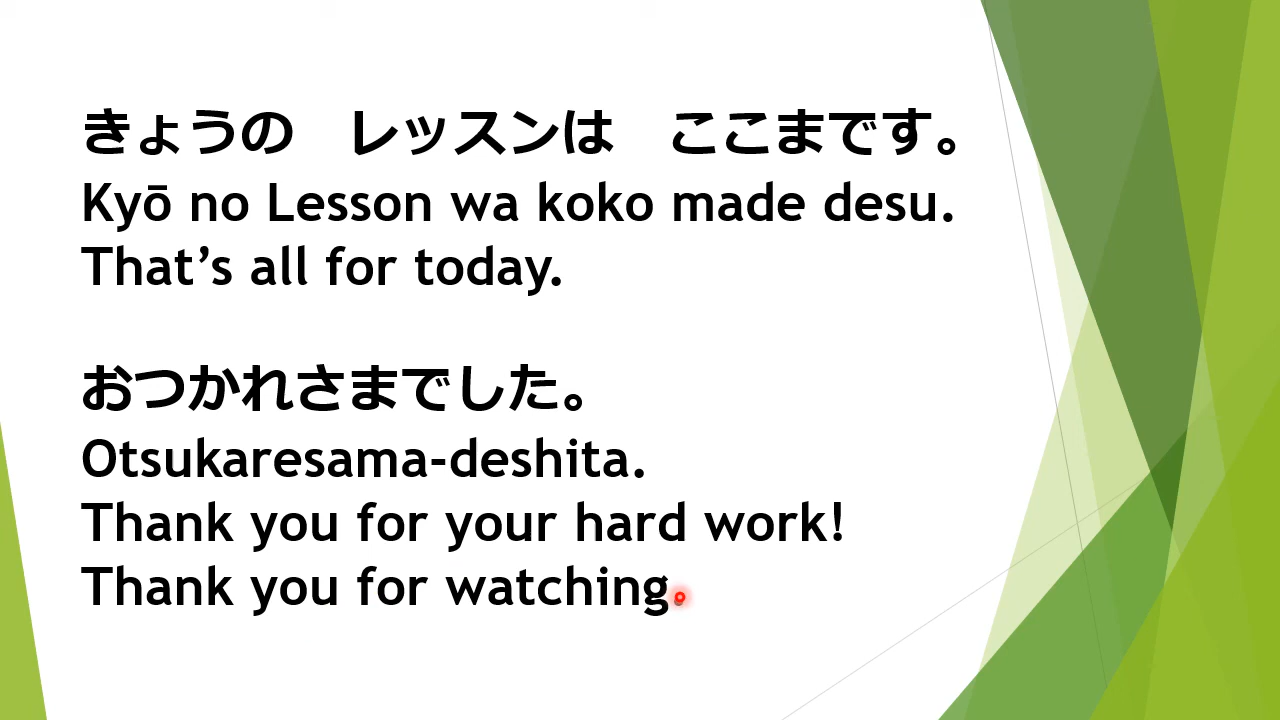 きょうの　レッスンは　ここまです。
Kyō no Lesson wa koko made desu.
That’s all for today.
おつかれさまでした。
Otsukaresama-deshita.
Thank you for your hard work!
Thank you for watching.